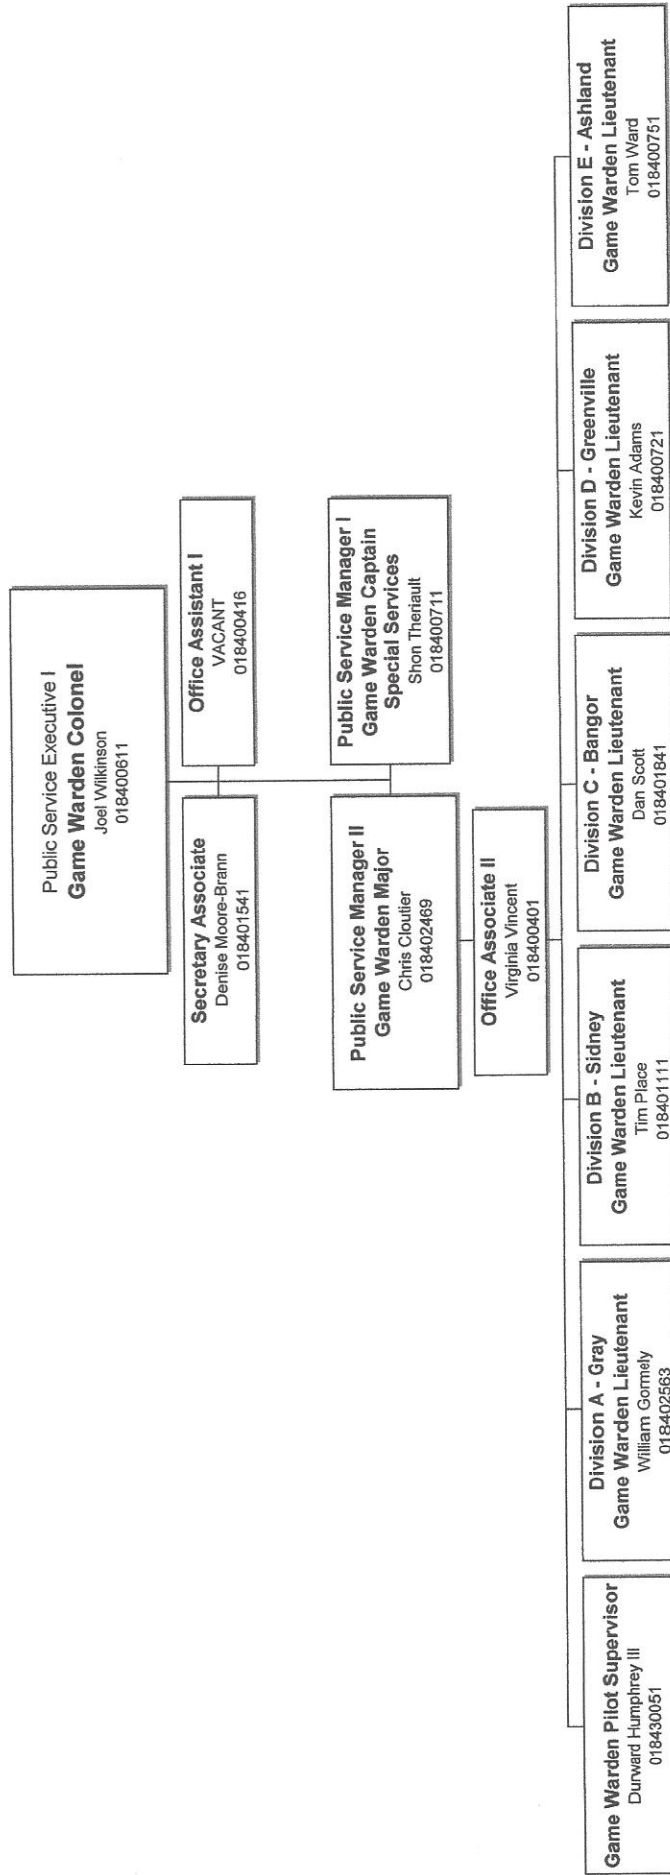 Public Service Executive I
Game Warden Colonel
Joel Wilkinson
018400611
Secretary Associate
Denise Moore-Brann
018401541
Office Assistant I
VACANT
018400416
Public Service Manager II
Game Warden Major
Chris Cloutier
018402469
Public Service Manager I
Game Warden Captain
Special Services
Shon Theriault
018400711
Office Associate II
Virginia Vincent
018400401
Game Warden Pilot Supervisor
Durward Humphrey III
018430051
Division A - Gray
Game Warden Lieutenant
William Gormely
018402563
Division B - Sidney
Game Warden Lieutenant
Tim Place
018401111
Division C - Bangor
Game Warden Lieutenant
Dan Scott
018401841
Division D - Greenville
Game Warden Lieutenant
Kevin Adams
018400721
Division E - Ashland
Game Warden Lieutenant
Tom Ward
018400751